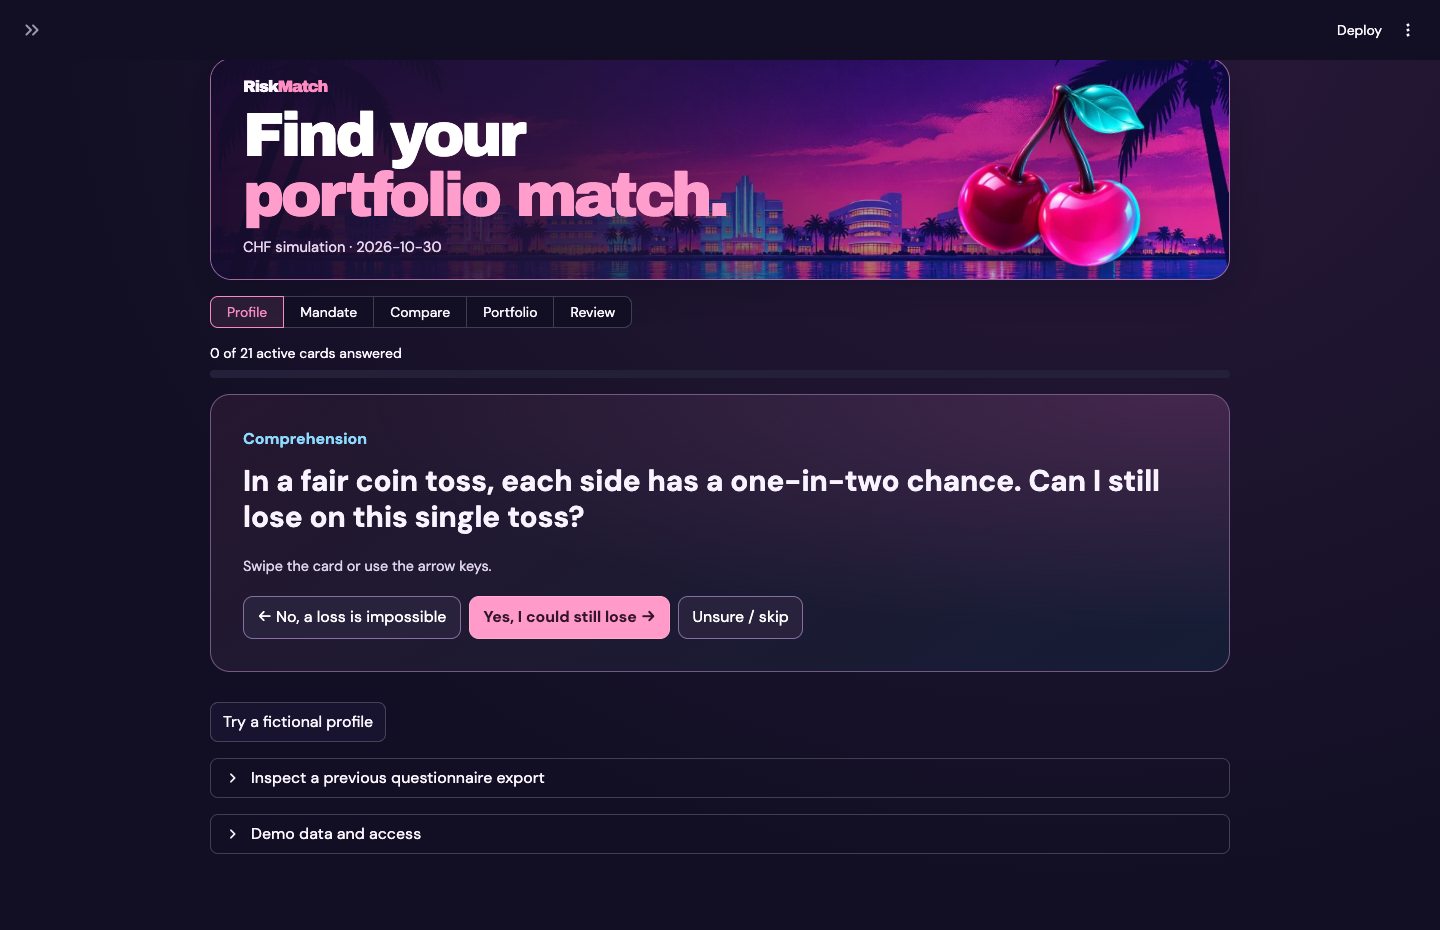 Deploy
RiskMatch
Find your
portfolio match.
CHF simulation · 2026-10-30
Profile
Mandate
Compare
Portfolio
Review
0 of 21 active cards answered
Comprehension
In a fair coin toss, each side has a one-in-two chance. Can I still
lose on this single toss?
Swipe the card or use the arrow keys.
← No, a loss is impossible
Yes, I could still lose →
Unsure / skip
Try a fictional profile
Inspect a previous questionnaire export
Demo data and access